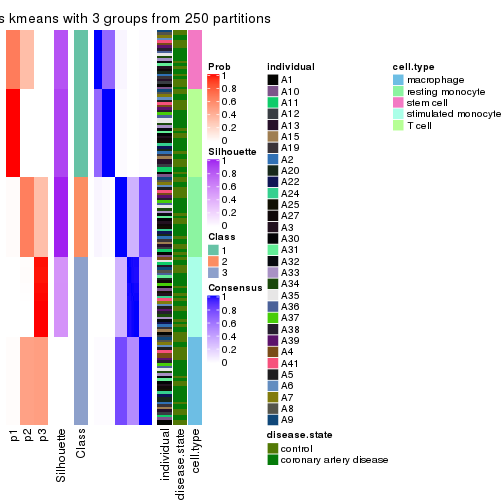 s kmeans with 3 groups from 250 partitions
Prob
1
0.8
0.6
0.4
0.2
0
Silhouette
1
0.8
0.6
0.4
0.2
0
Class
1
2
3
Consensus
1
0.8
0.6
0.4
0.2
0
individual
A1
A10
A11
A12
A13
A15
A19
A2
A20
A22
A24
A25
A27
A3
A30
A31
A32
A33
A34
A35
A36
A37
A38
A39
A4
A41
A5
A6
A7
A8
A9
disease.state
control
coronary artery disease
cell.type
macrophage
resting monocyte
stem cell
stimulated monocyte
T cell
p1
p2
p3
Silhouette
Class
individual
disease.state
cell.type